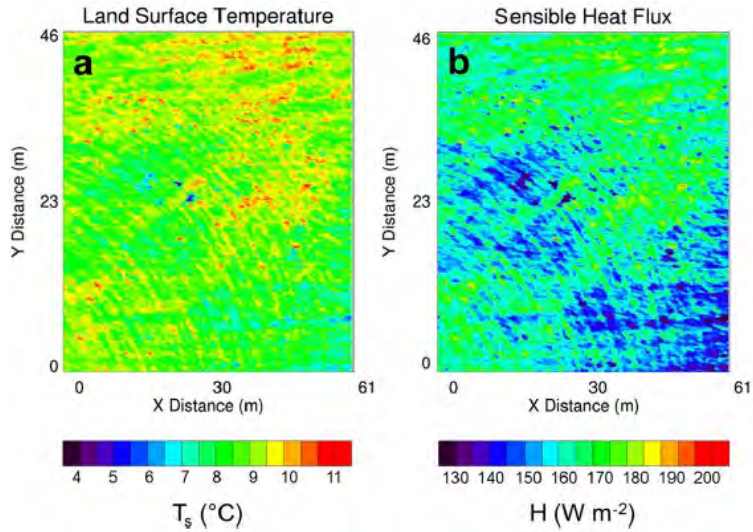 Land Surface Temperature
Sensible Heat Flux
46
a
Y Distance (m)
23
0
0 30 61
X Distance (m)
46
b
Y Distance (m)
23
0
0 30 61
X Distance (m)
4 5 6 7 8 9 10 11
Ts (°C)
130 140 150 160 170 180 190 200
H (W m-2)